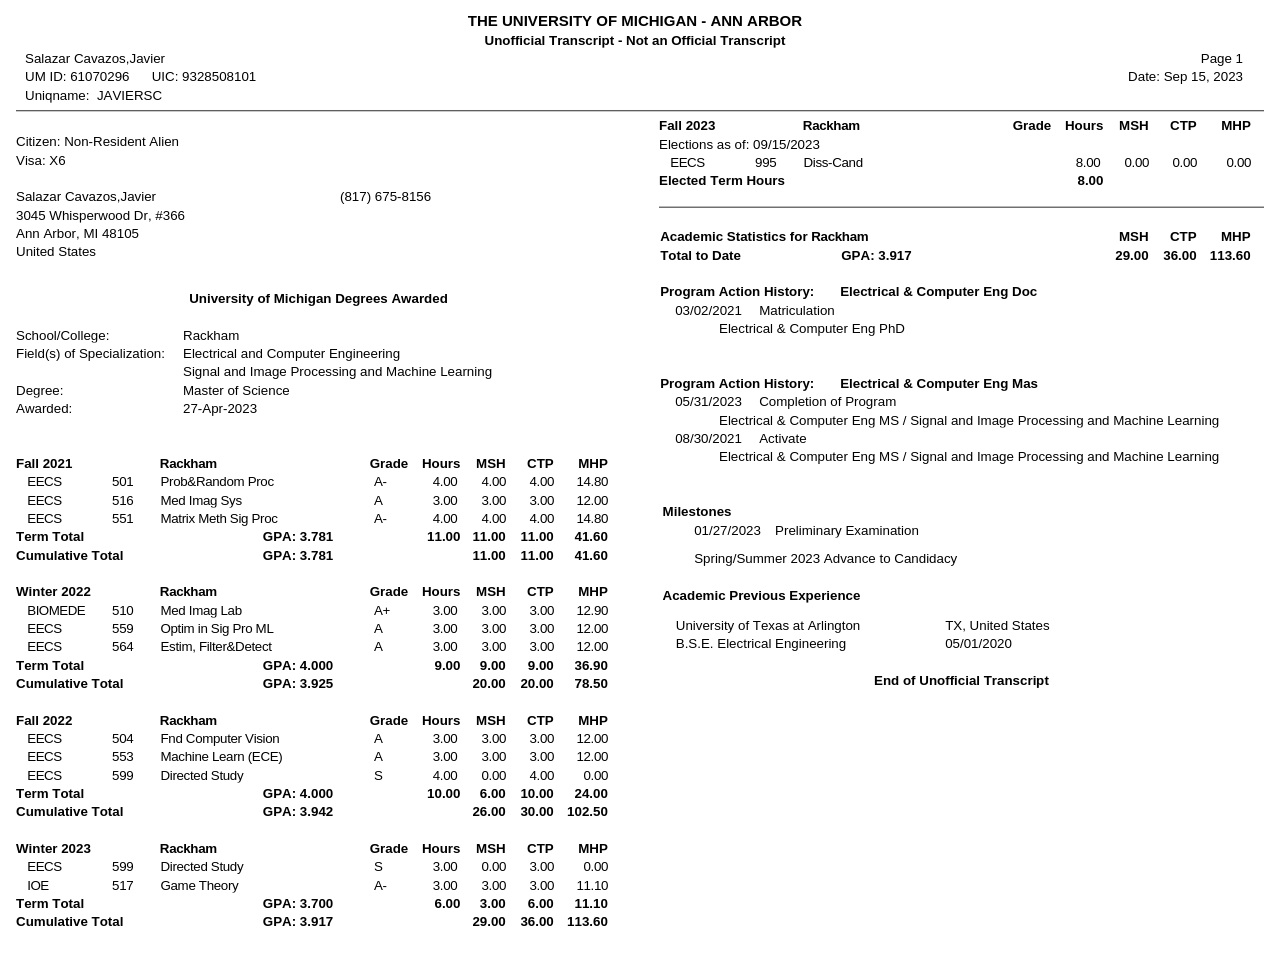 THE UNIVERSITY OF MICHIGAN - ANN ARBOR
Unofficial Transcript - Not an Official Transcript
Salazar Cavazos,Javier Page 1
UM ID: 61070296 UIC: 9328508101 Date: Sep 15, 2023
Uniqname: JAVIERSC
Citizen: Non-Resident Alien
Visa: X6
Salazar Cavazos,Javier (817) 675-8156
3045 Whisperwood Dr, #366
Ann Arbor, MI 48105
United States
University of Michigan Degrees Awarded
School/College: Rackham
Field(s) of Specialization: Electrical and Computer Engineering
Signal and Image Processing and Machine Learning
Degree: Master of Science
Awarded: 27-Apr-2023
Fall 2021 Rackham Grade Hours MSH CTP MHP
EECS 501 Prob&Random Proc A- 4.00 4.00 4.00 14.80
EECS 516 Med Imag Sys A 3.00 3.00 3.00 12.00
EECS 551 Matrix Meth Sig Proc A- 4.00 4.00 4.00 14.80
Term Total GPA: 3.781 11.00 11.00 11.00 41.60
Cumulative Total GPA: 3.781 11.00 11.00 41.60
Winter 2022 Rackham Grade Hours MSH CTP MHP
BIOMEDE 510 Med Imag Lab A+ 3.00 3.00 3.00 12.90
EECS 559 Optim in Sig Pro ML A 3.00 3.00 3.00 12.00
EECS 564 Estim, Filter&Detect A 3.00 3.00 3.00 12.00
Term Total GPA: 4.000 9.00 9.00 9.00 36.90
Cumulative Total GPA: 3.925 20.00 20.00 78.50
Fall 2022 Rackham Grade Hours MSH CTP MHP
EECS 504 Fnd Computer Vision A 3.00 3.00 3.00 12.00
EECS 553 Machine Learn (ECE) A 3.00 3.00 3.00 12.00
EECS 599 Directed Study S 4.00 0.00 4.00 0.00
Term Total GPA: 4.000 10.00 6.00 10.00 24.00
Cumulative Total GPA: 3.942 26.00 30.00 102.50
Winter 2023 Rackham Grade Hours MSH CTP MHP
EECS 599 Directed Study S 3.00 0.00 3.00 0.00
IOE 517 Game Theory A- 3.00 3.00 3.00 11.10
Term Total GPA: 3.700 6.00 3.00 6.00 11.10
Cumulative Total GPA: 3.917 29.00 36.00 113.60
Fall 2023 Rackham Grade Hours MSH CTP MHP
Elections as of: 09/15/2023
EECS 995 Diss-Cand 8.00 0.00 0.00 0.00
Elected Term Hours 8.00
Academic Statistics for Rackham MSH CTP MHP
Total to Date GPA: 3.917 29.00 36.00 113.60
Program Action History: Electrical & Computer Eng Doc
03/02/2021 Matriculation
Electrical & Computer Eng PhD
Program Action History: Electrical & Computer Eng Mas
05/31/2023 Completion of Program
Electrical & Computer Eng MS / Signal and Image Processing and Machine Learning
08/30/2021 Activate
Electrical & Computer Eng MS / Signal and Image Processing and Machine Learning
Milestones
01/27/2023 Preliminary Examination
Spring/Summer 2023 Advance to Candidacy
Academic Previous Experience
University of Texas at Arlington TX, United States
B.S.E. Electrical Engineering 05/01/2020
End of Unofficial Transcript